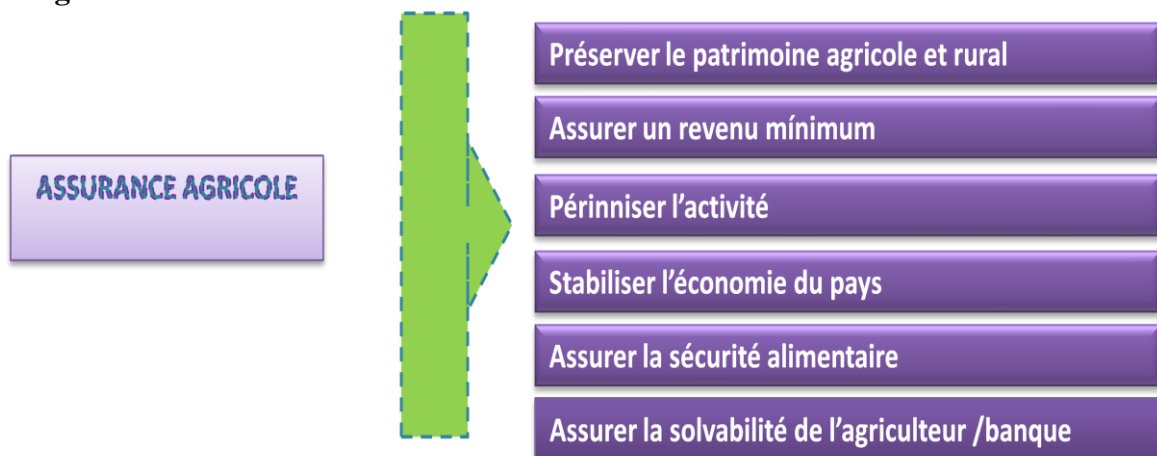 ASSURANCE AGRICOLE
Préserver le patrimoine agricole et rural
Assurer un revenu mínimum
Périnniser l’activité
Stabiliser l’économie du pays
Assurer la sécurité alimentaire
Assurer la solvabilité de l’agriculteur /banque